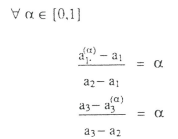 ∀ α ∈ [0,1]
(a₁^(α) − a₁) / (a₂ − a₁) = α
(a₃ − a₃^(α)) / (a₃ − a₂) = α